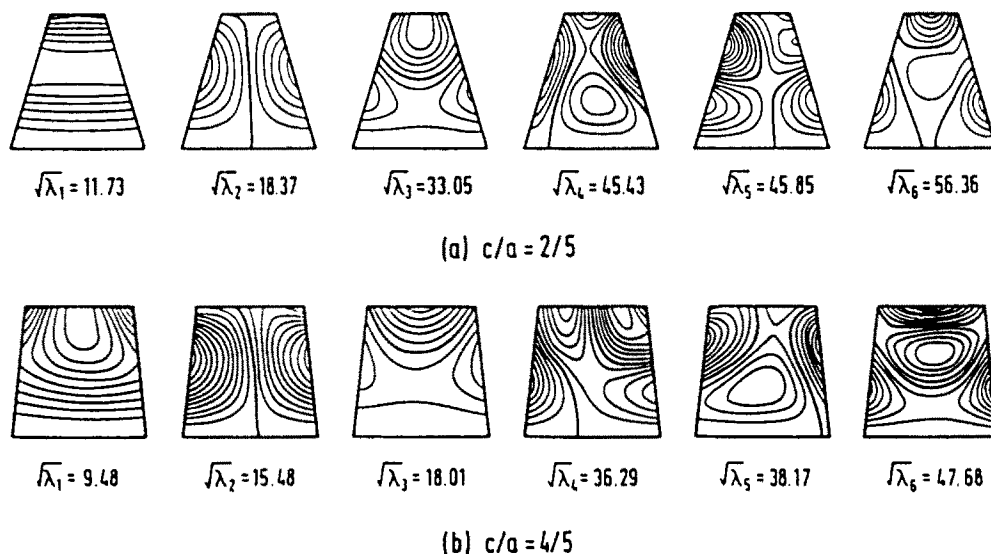 √λ₁ = 11.73 √λ₂ = 18.37 √λ₃ = 33.05 √λ₄ = 45.43 √λ₅ = 45.85 √λ₆ = 56.36
(a) c/a = 2/5
√λ₁ = 9.48 √λ₂ = 15.48 √λ₃ = 18.01 √λ₄ = 36.29 √λ₅ = 38.17 √λ₆ = 47.68
(b) c/a = 4/5